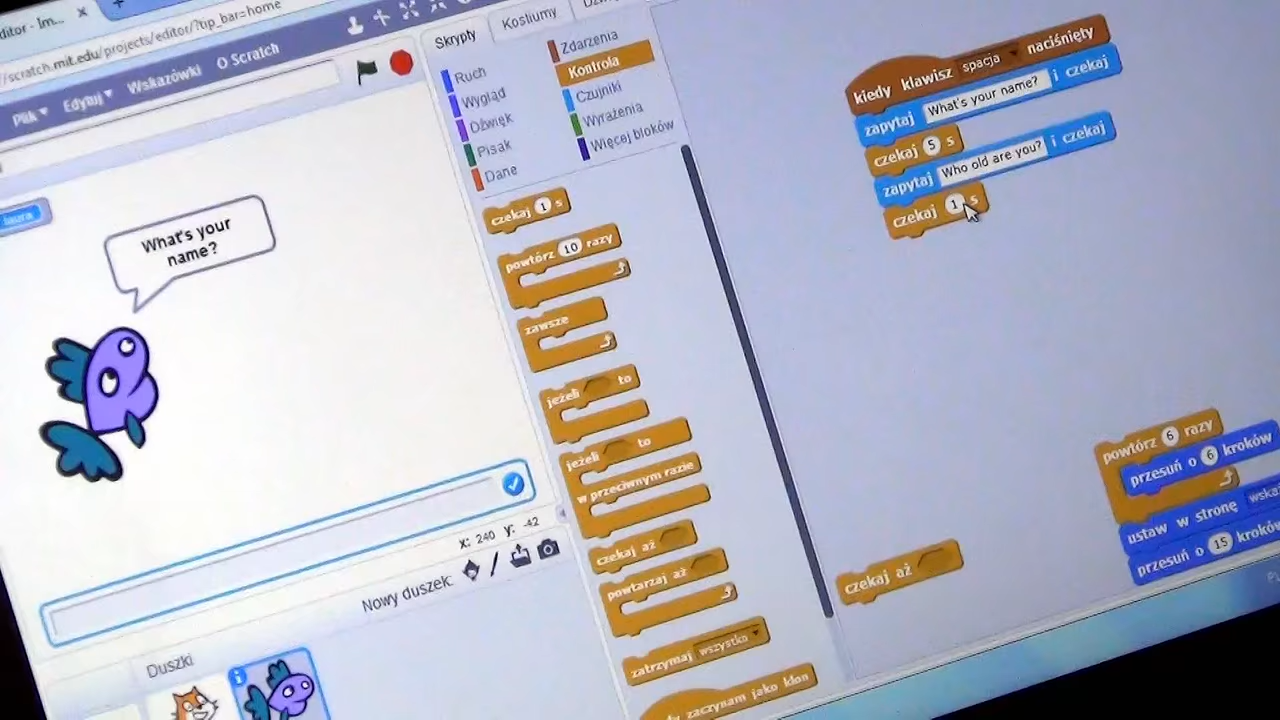 scratch.mit.edu/projects/editor/?tip_bar=home
Plik
Edytuj
Wskazówki
O Scratch
laura
What's your
name?
x: 240 y: -42
Nowy duszek:
Duszki
Skrypty
Kostiumy
Ruch
Wygląd
Dźwięk
Pisak
Dane
Zdarzenia
Kontrola
Czujniki
Wyrażenia
Więcej bloków
czekaj 1 s
powtórz 10 razy
zawsze
jeżeli to
jeżeli to
w przeciwnym razie
czekaj aż
powtarzaj aż
zatrzymaj wszystko
zaczynam jako klon
kiedy klawisz spacja naciśnięty
zapytaj What's your name? i czekaj
czekaj 5 s
zapytaj Who old are you? i czekaj
czekaj 1 s
powtórz 6 razy
przesuń o 6 kroków
ustaw w stronę
przesuń o 15 kroków
czekaj aż